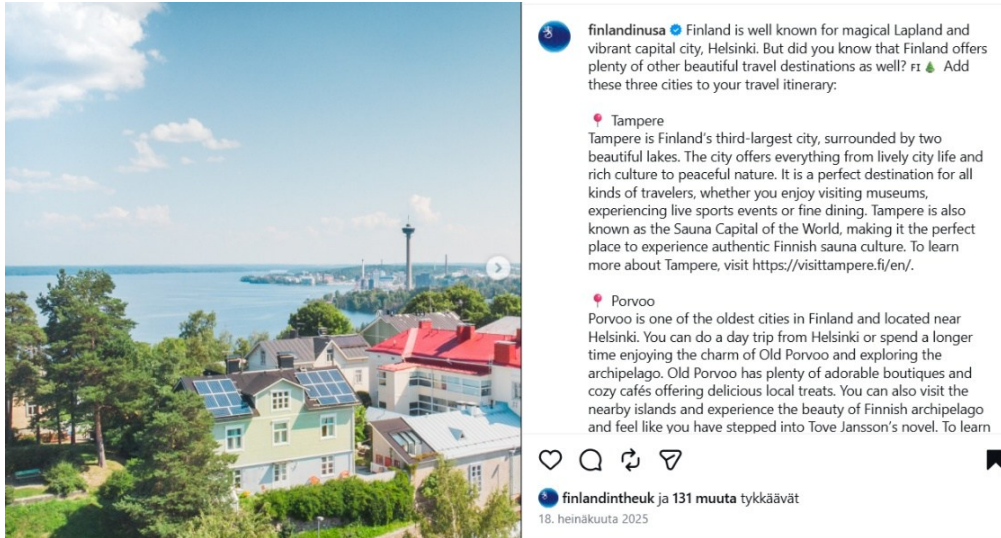 finlandinusa Finland is well known for magical Lapland and
vibrant capital city, Helsinki. But did you know that Finland offers
plenty of other beautiful travel destinations as well? FI 🌲 Add
these three cities to your travel itinerary:
📍 Tampere
Tampere is Finland's third-largest city, surrounded by two
beautiful lakes. The city offers everything from lively city life and
rich culture to peaceful nature. It is a perfect destination for all
kinds of travelers, whether you enjoy visiting museums,
experiencing live sports events or fine dining. Tampere is also
known as the Sauna Capital of the World, making it the perfect
place to experience authentic Finnish sauna culture. To learn
more about Tampere, visit https://visittampere.fi/en/.
📍 Porvoo
Porvoo is one of the oldest cities in Finland and located near
Helsinki. You can do a day trip from Helsinki or spend a longer
time enjoying the charm of Old Porvoo and exploring the
archipelago. Old Porvoo has plenty of adorable boutiques and
cozy cafés offering delicious local treats. You can also visit the
nearby islands and experience the beauty of Finnish archipelago
and feel like you have stepped into Tove Jansson's novel. To learn
finlandintheuk ja 131 muuta tykkäävät
18. heinäkuuta 2025